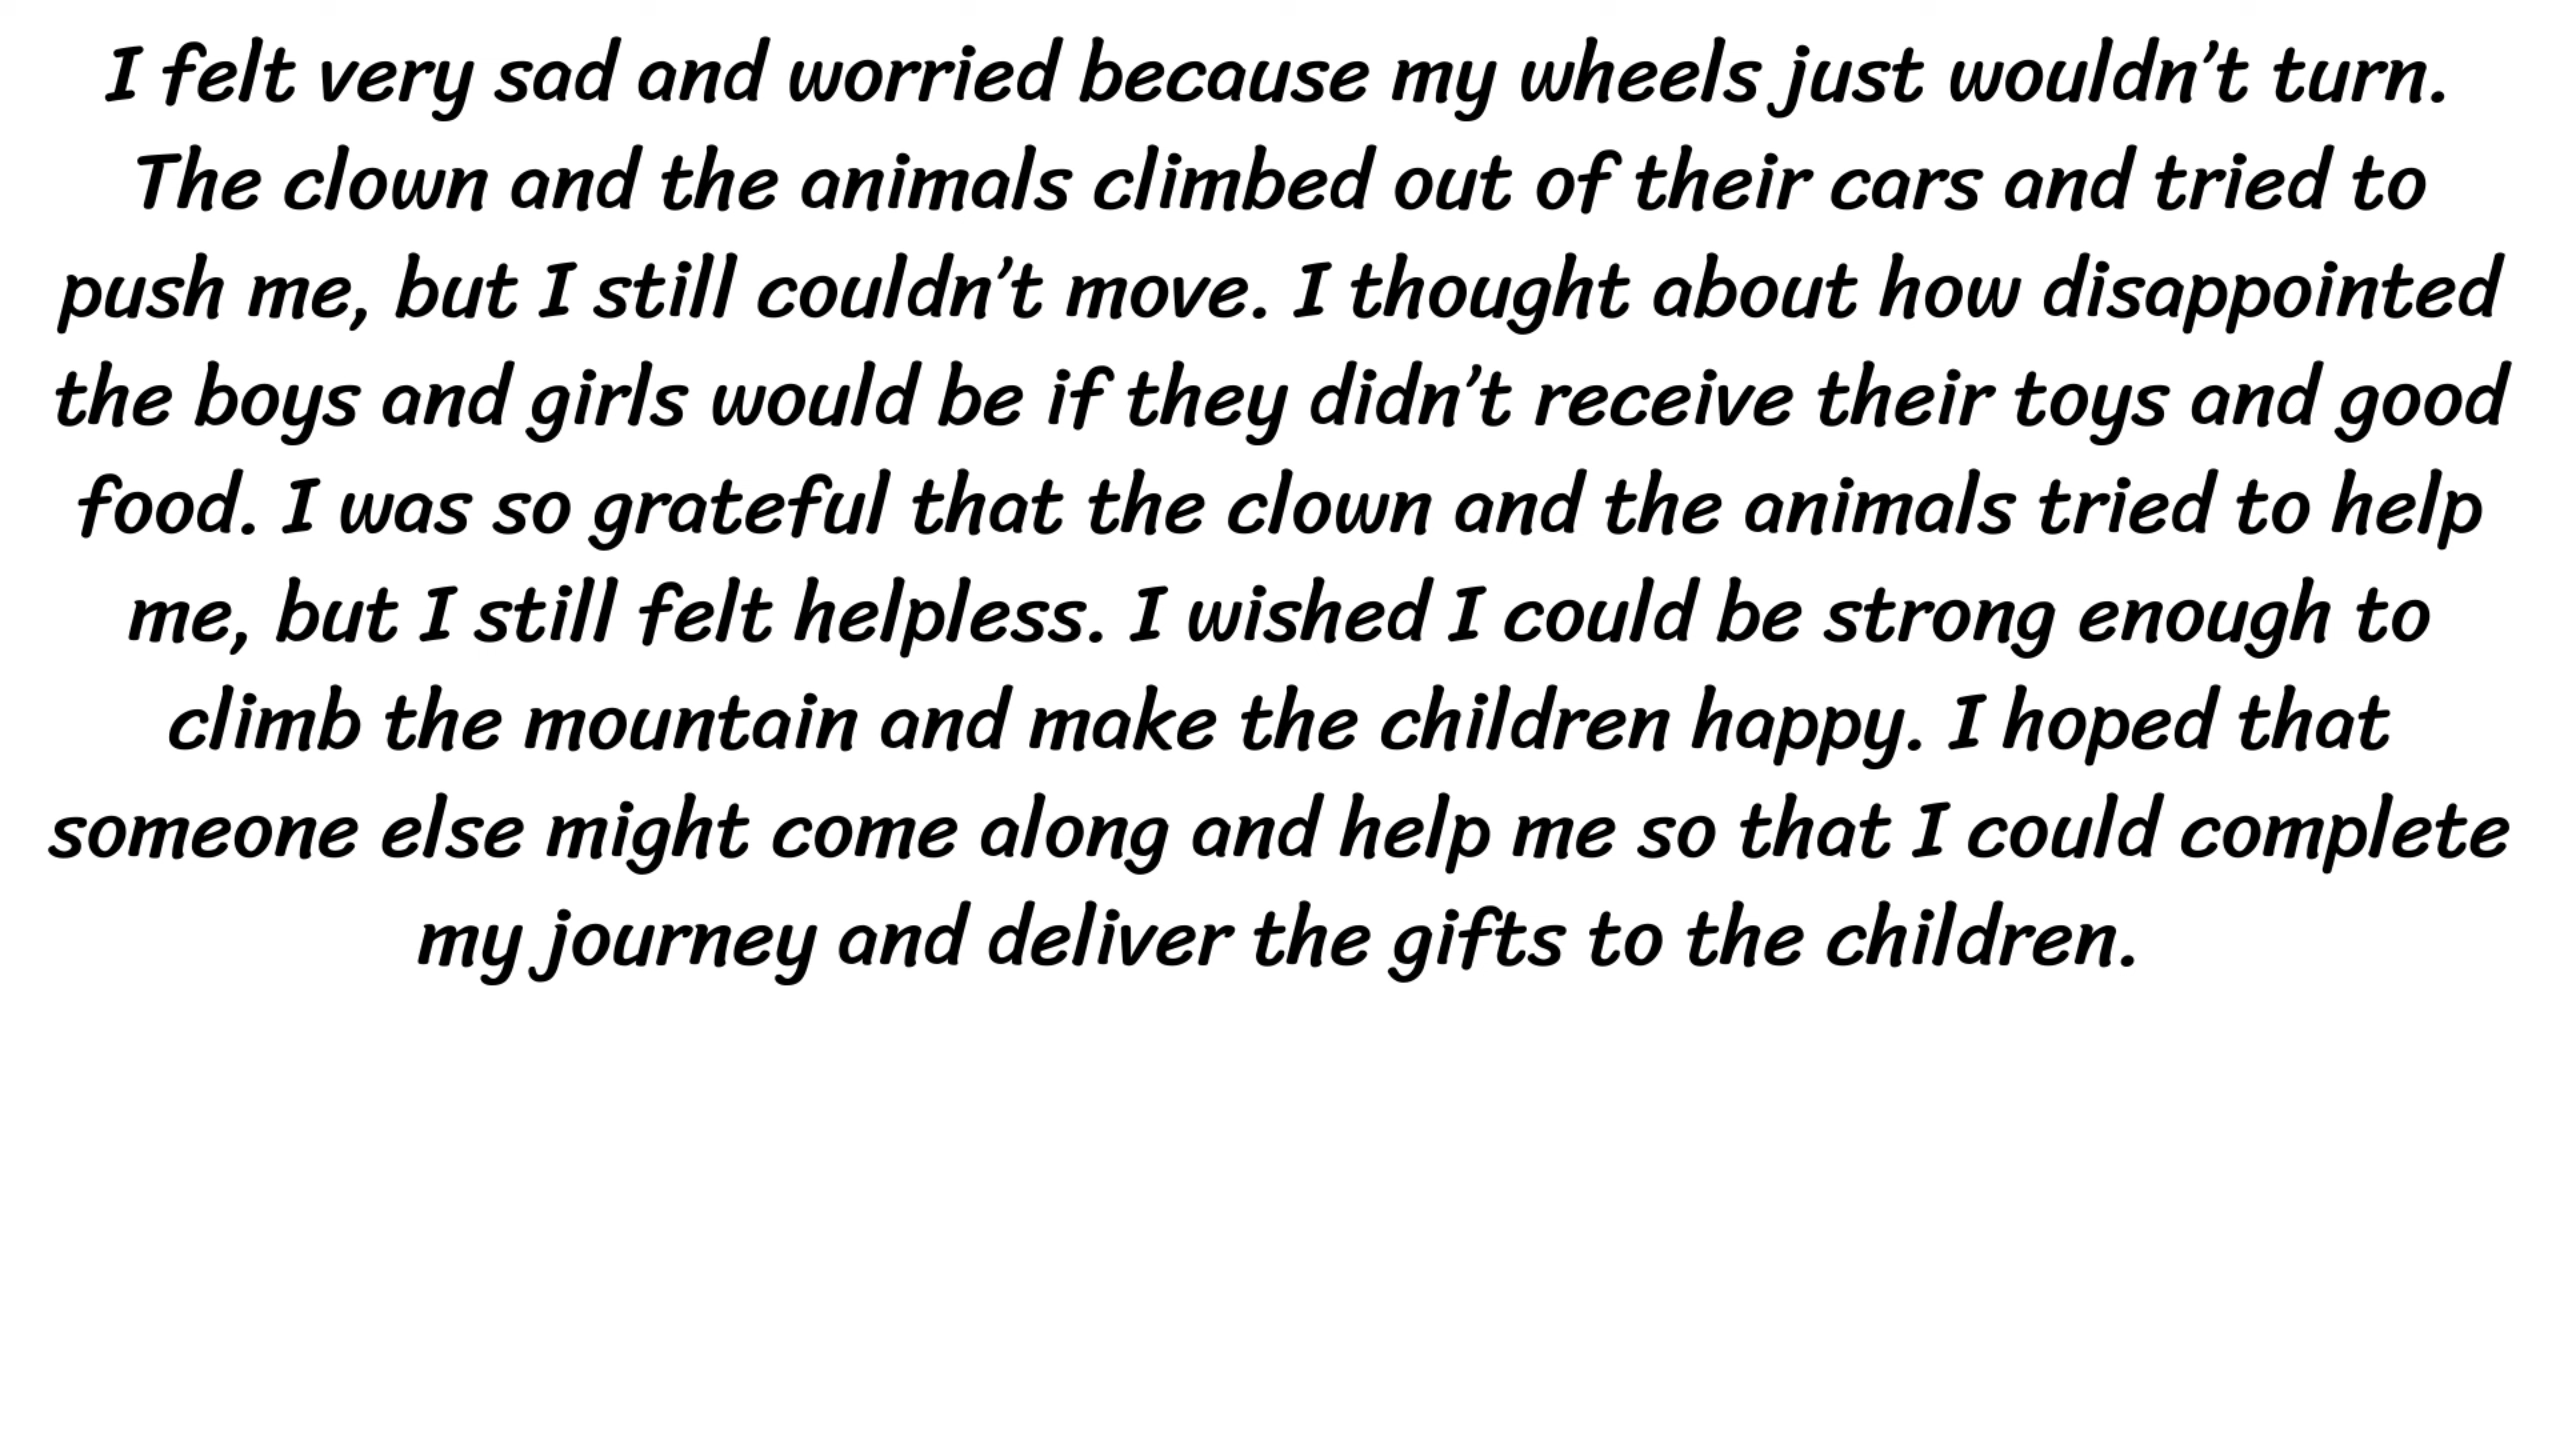 I felt very sad and worried because my wheels just wouldn’t turn.
The clown and the animals climbed out of their cars and tried to
push me, but I still couldn’t move. I thought about how disappointed
the boys and girls would be if they didn’t receive their toys and good
food. I was so grateful that the clown and the animals tried to help
me, but I still felt helpless. I wished I could be strong enough to
climb the mountain and make the children happy. I hoped that
someone else might come along and help me so that I could complete
my journey and deliver the gifts to the children.